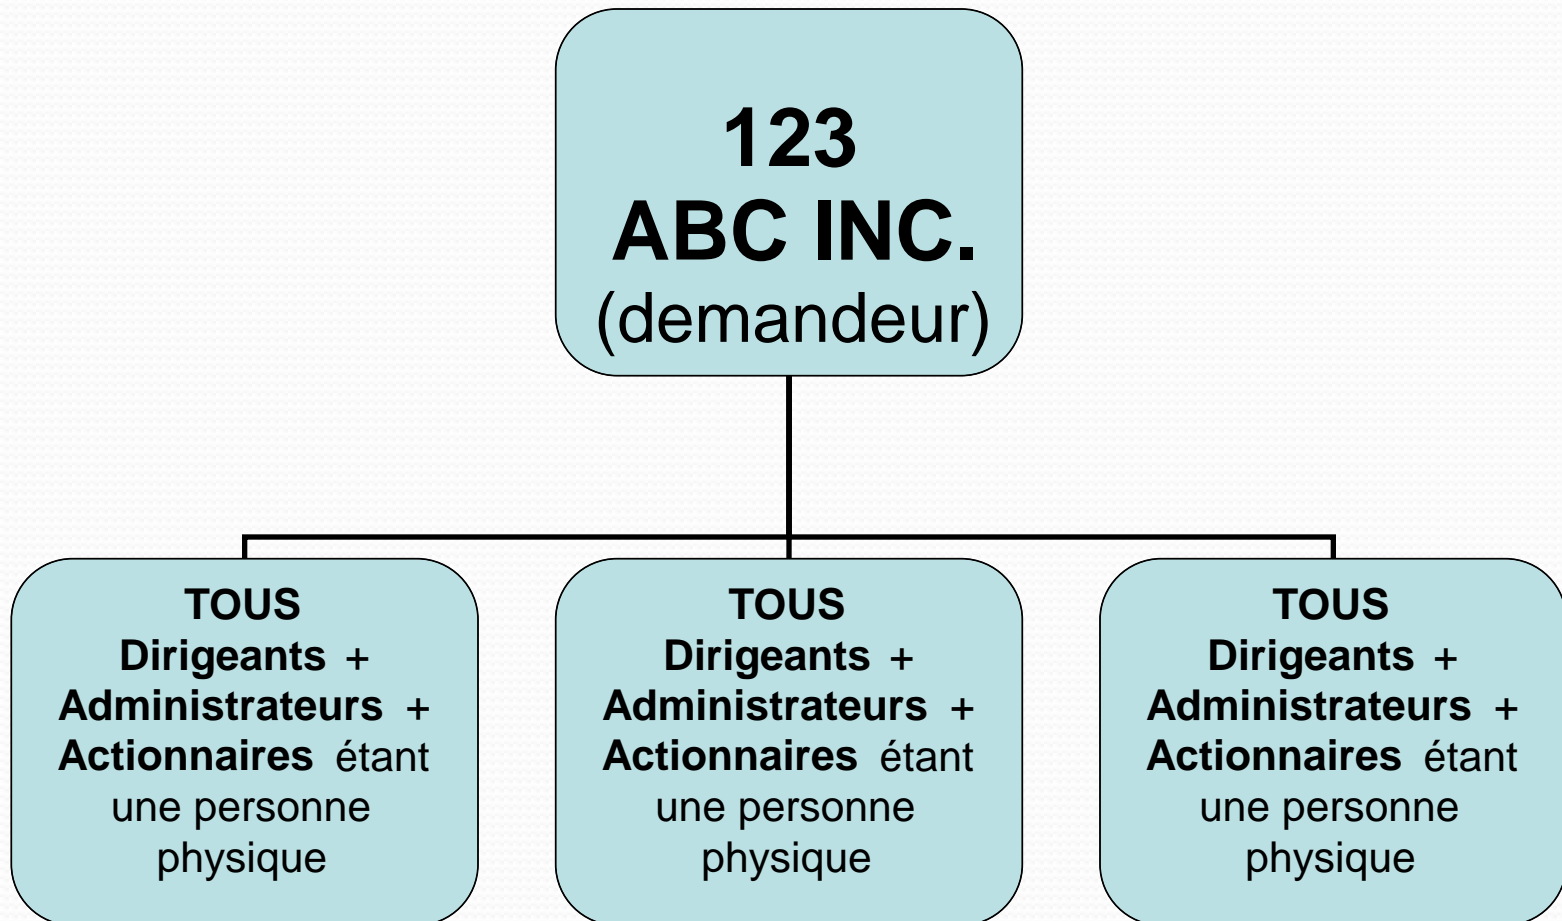 123
ABC INC.
(demandeur)
TOUS
Dirigeants +
Administrateurs +
Actionnaires étant
une personne
physique
TOUS
Dirigeants +
Administrateurs +
Actionnaires étant
une personne
physique
TOUS
Dirigeants +
Administrateurs +
Actionnaires étant
une personne
physique